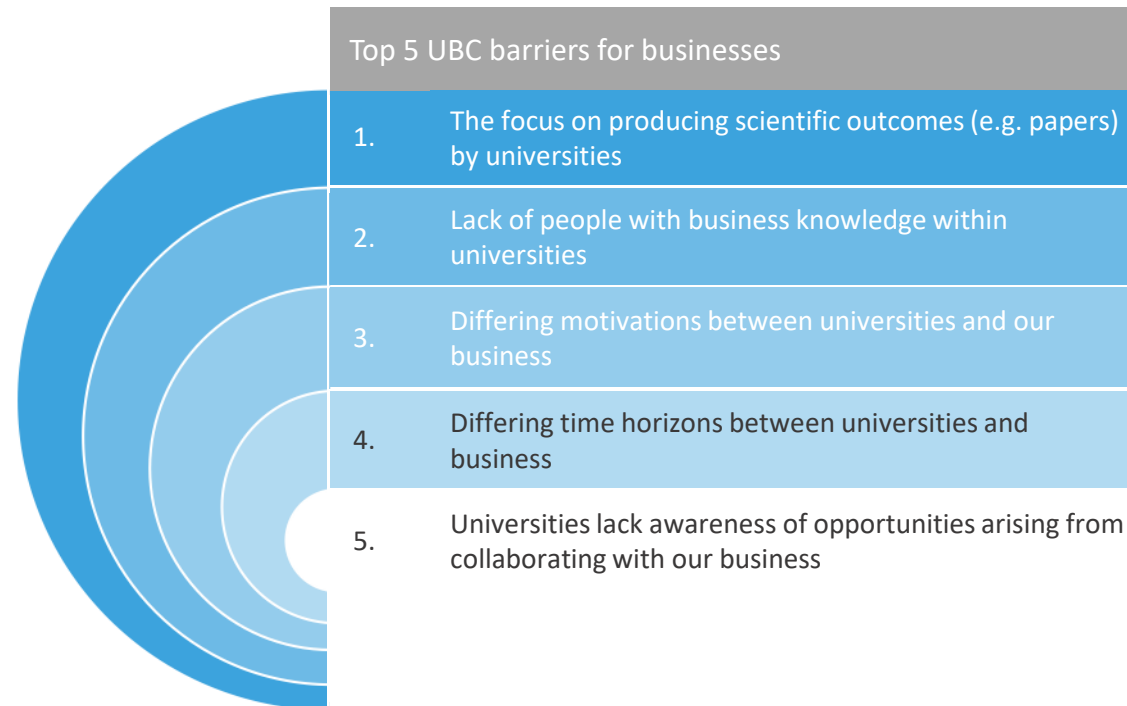 Top 5 UBC barriers for businesses
1.
The focus on producing scientific outcomes (e.g. papers)
by universities
2.
Lack of people with business knowledge within
universities
3.
Differing motivations between universities and our
business
4.
Differing time horizons between universities and
business
5.
Universities lack awareness of opportunities arising from
collaborating with our business